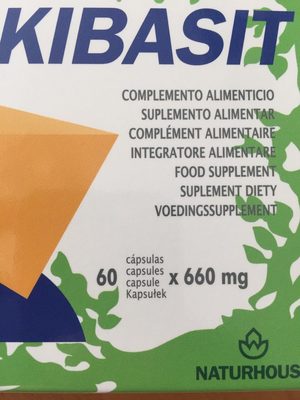 KIBASIT
COMPLEMENTO ALIMENTICIO
SUPLEMENTO ALIMENTAR
COMPLÉMENT ALIMENTAIRE
INTEGRATORE ALIMENTARE
FOOD SUPPLEMENT
SUPLEMENT DIETY
VOEDINGSSUPPLEMENT
cápsulas
capsules
60 capsule x 660 mg
Kapsułek
NATURHOUS